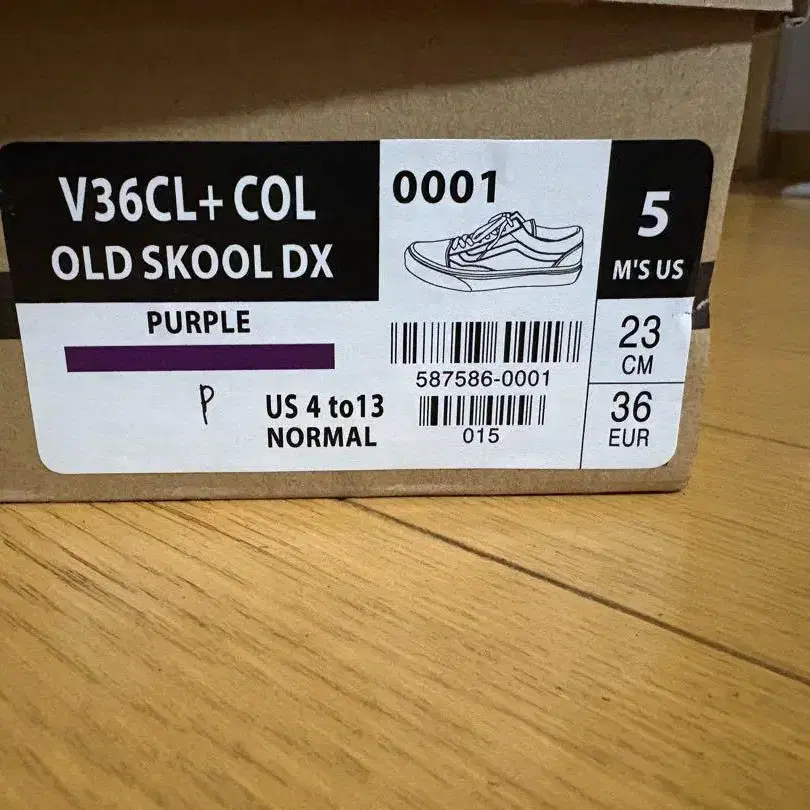 V36CL+ COL
OLD SKOOL DX
0001
5
M'S US
PURPLE
23
CM
587586-0001
P
US 4 to13
NORMAL
015
36
EUR